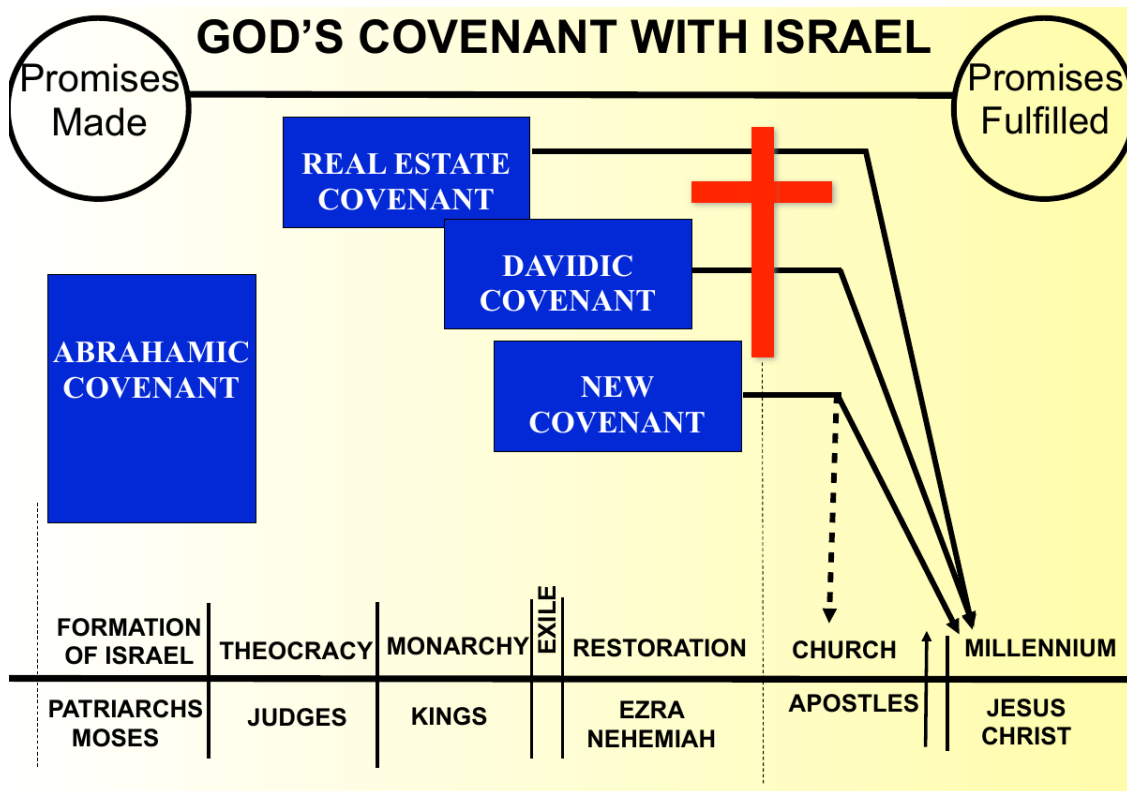 GOD'S COVENANT WITH ISRAEL
Promises
Made
Promises
Fulfilled
REAL ESTATE
COVENANT
DAVIDIC
COVENANT
ABRAHAMIC
COVENANT
NEW
COVENANT
FORMATION
OF ISRAEL
THEOCRACY
MONARCHY
EXILE
RESTORATION
CHURCH
MILLENNIUM
PATRIARCHS
MOSES
JUDGES
KINGS
EZRA
NEHEMIAH
APOSTLES
JESUS
CHRIST